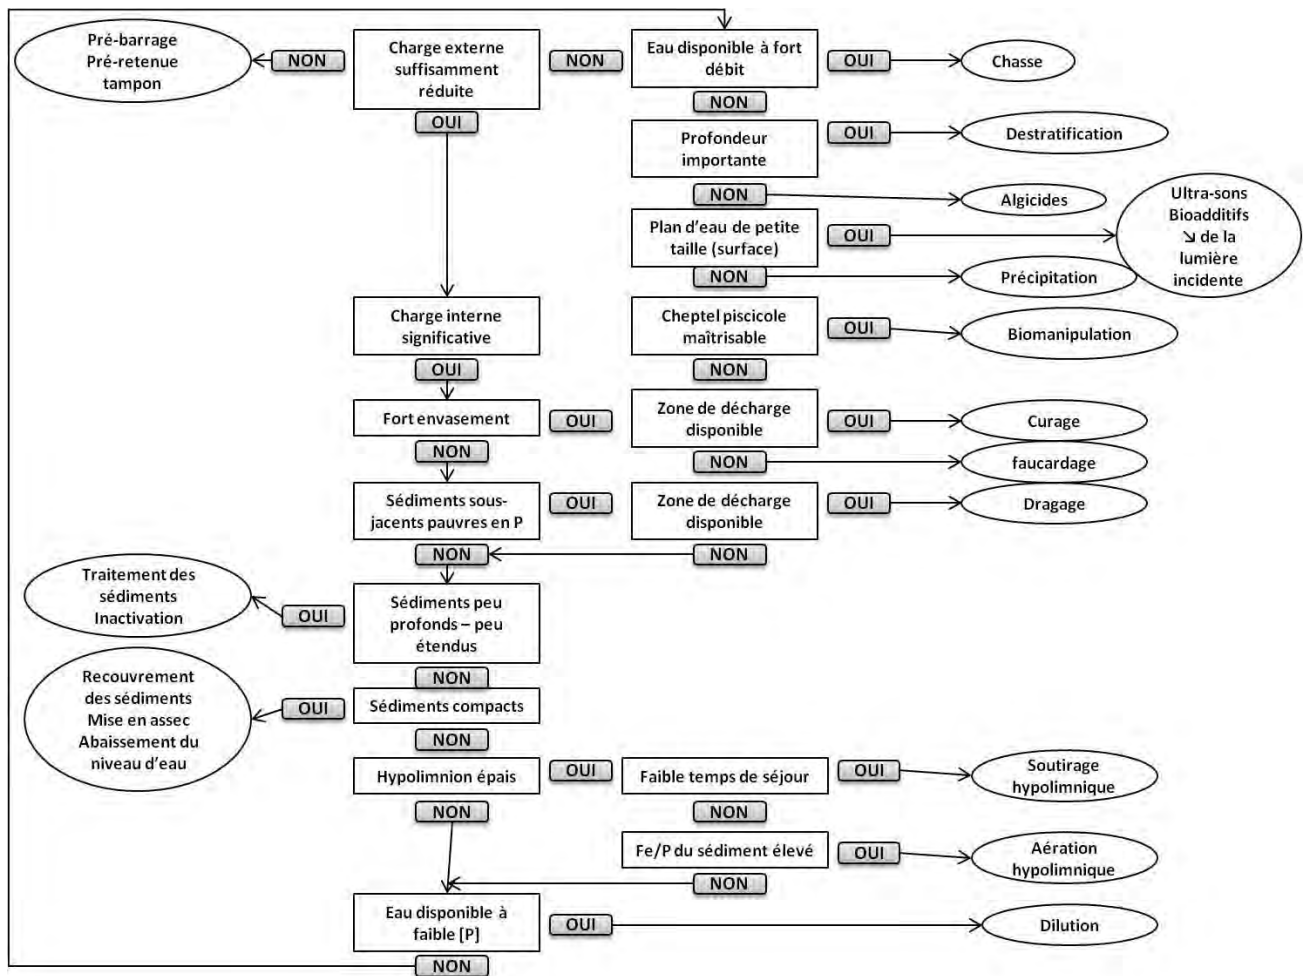 Pré-barrage
Pré-retenue
tampon
NON
Charge externe
suffisamment
réduite
NON
Eau disponible à fort
débit
OUI
Chasse
OUI
NON
Profondeur
importante
OUI
Destratification
NON
Algicides
Plan d'eau de petite
taille (surface)
OUI
Ultra-sons
Bioadditifs
↘ de la
lumière
incidente
NON
Précipitation
Charge interne
significative
Cheptel piscicole
maîtrisable
OUI
Biomanipulation
OUI
NON
Fort envasement
OUI
Zone de décharge
disponible
OUI
Curage
NON
NON
faucardage
Sédiments sous-
jacents pauvres en P
OUI
Zone de décharge
disponible
OUI
Dragage
NON
NON
Traitement des
sédiments
Inactivation
OUI
Sédiments peu
profonds – peu
étendus
NON
Recouvrement
des sédiments
Mise en assec
Abaissement du
niveau d'eau
OUI
Sédiments compacts
NON
Hypolimnion épais
OUI
Faible temps de séjour
OUI
Soutirage
hypolimnique
NON
NON
Fe/P du sédiment élevé
OUI
Aération
hypolimnique
NON
Eau disponible à
faible [P]
OUI
Dilution
NON